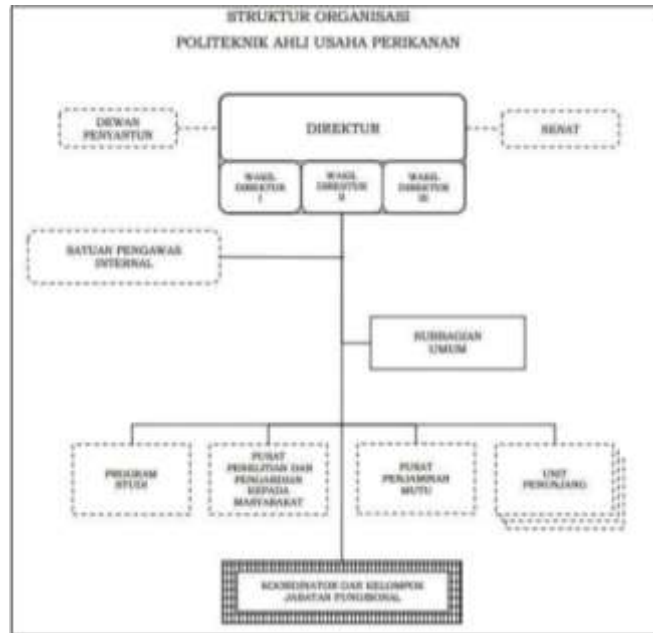 STRUKTUR ORGANISASI
POLITEKNIK AHLI USAHA PERIKANAN
DEWAN
PENYANTUN
DIREKTUR
SENAT
WAKIL
DIREKTUR
I
WAKIL
DIREKTUR
II
WAKIL
DIREKTUR
III
SATUAN PENGAWAS
INTERNAL
SUBBAGIAN
UMUM
PROGRAM
STUDI
PUSAT
PENELITIAN DAN
PENGABDIAN
KEPADA
MASYARAKAT
PUSAT
PENJAMINAN
MUTU
UNIT
PENUNJANG
KOORDINATOR DAN KELOMPOK
JABATAN FUNGSIONAL